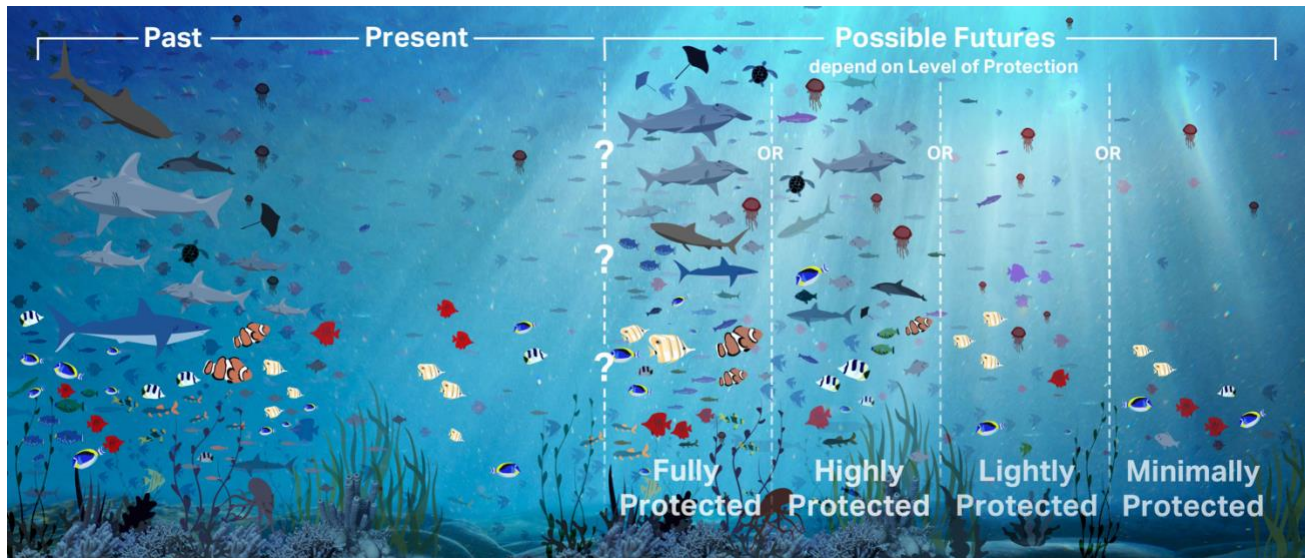 Past
Present
Possible Futures
depend on Level of Protection
?
OR
OR
OR
?
?
Fully
Protected
Highly
Protected
Lightly
Protected
Minimally
Protected